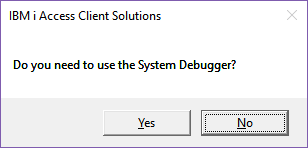 IBM i Access Client Solutions
Do you need to use the System Debugger?
Yes
No